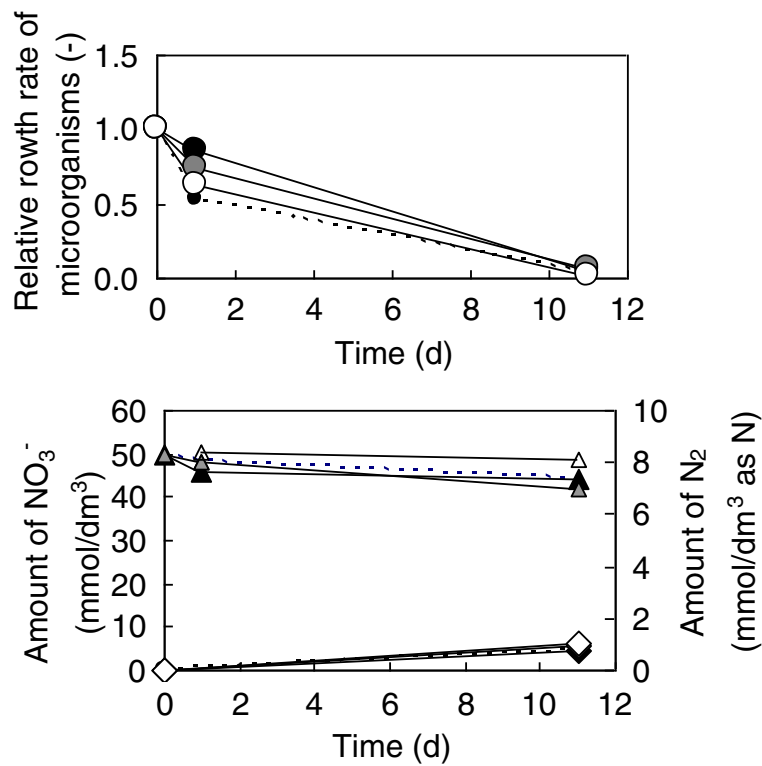 Relative rowth rate of
microorganisms (-)
1.5
1.0
0.5
0.0
0 2 4 6 8 10 12
Time (d)
Amount of NO₃⁻
(mmol/dm³)
60
50
40
30
20
10
0
10
8
6
4
2
0
Amount of N₂
(mmol/dm³ as N)
0 2 4 6 8 10 12
Time (d)